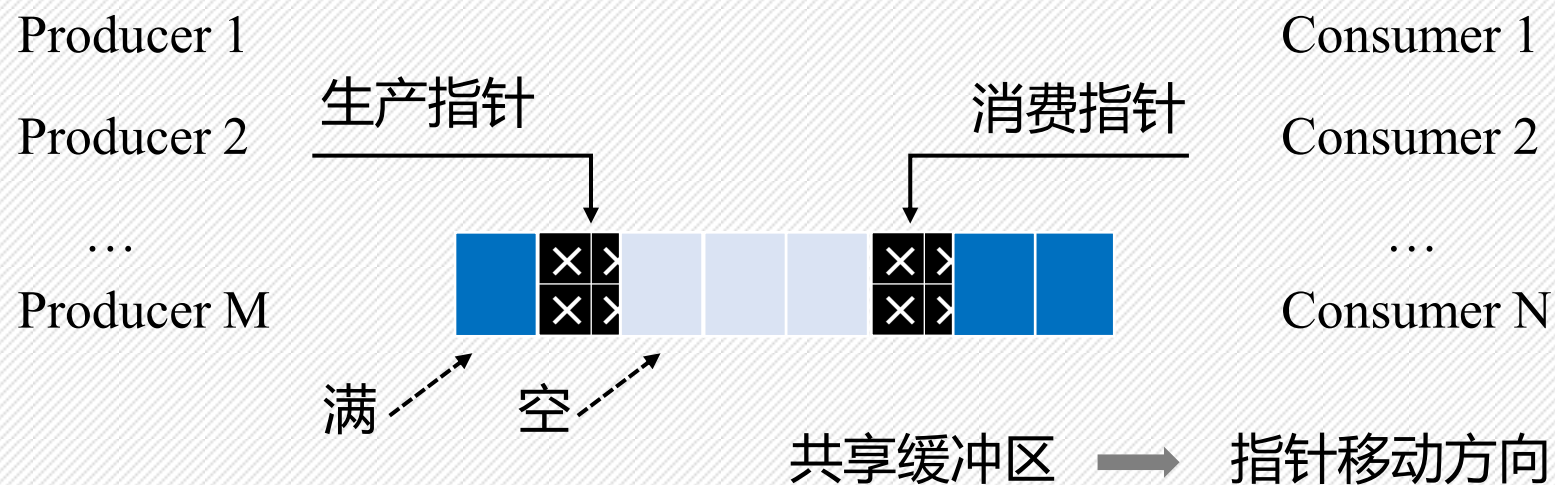 Producer 1
Producer 2
…
Producer M
生产指针
消费指针
Consumer 1
Consumer 2
…
Consumer N
满
空
共享缓冲区
指针移动方向